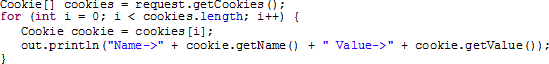 Cookie[] cookies = request.getCookies();
for (int i = 0; i < cookies.length; i++) {
Cookie cookie = cookies[i];
out.println("Name->" + cookie.getName() + " Value->" + cookie.getValue());
}